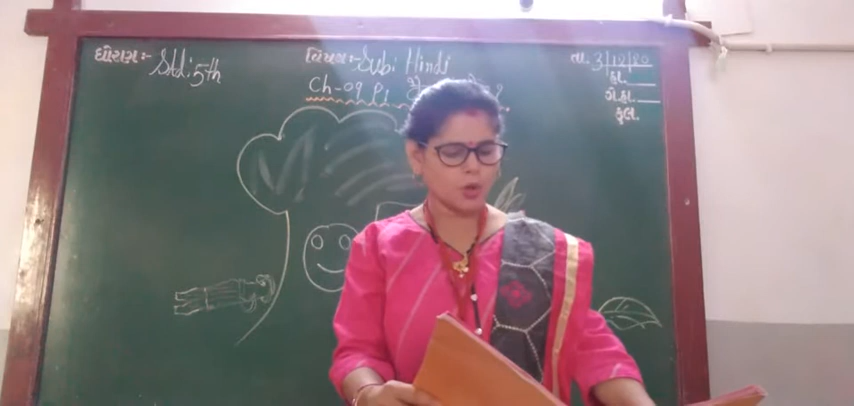 ધોરણ:- Std: 5th
વિષય:- Sub: Hindi
Ch-09
તા. 3/12/20
હા.
ગે.હા.
કુલ.